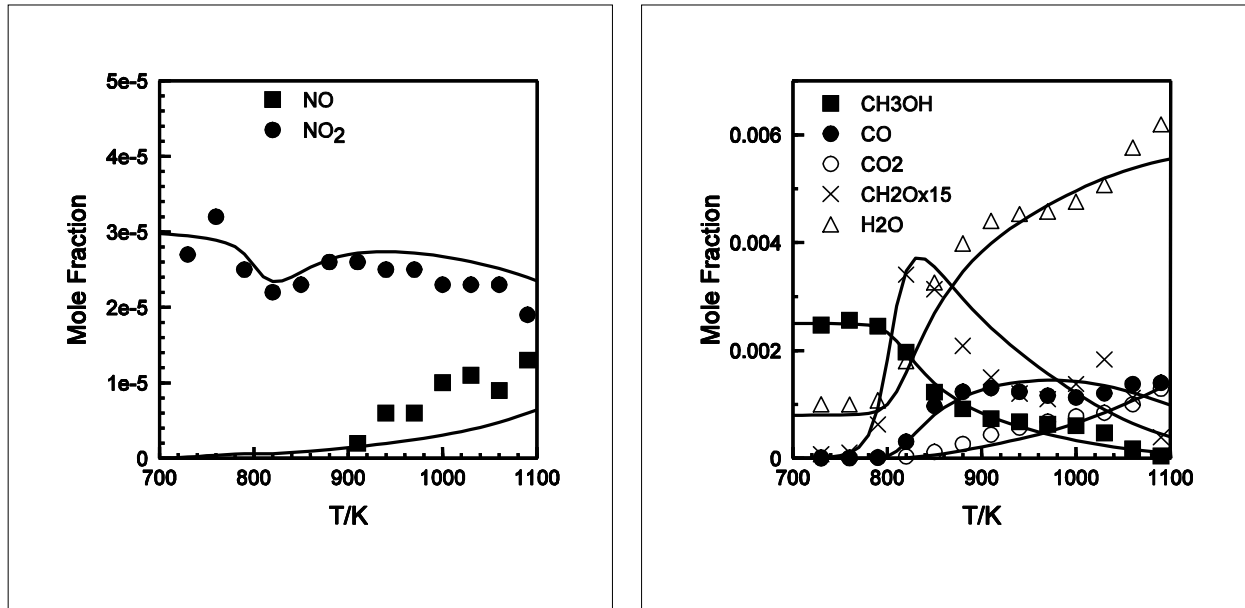 5e-5
4e-5
3e-5
2e-5
1e-5
0
Mole Fraction
NO
NO2
700 800 900 1000 1100
T/K
0.006
0.004
0.002
0
Mole Fraction
CH3OH
CO
CO2
CH2Ox15
H2O
700 800 900 1000 1100
T/K